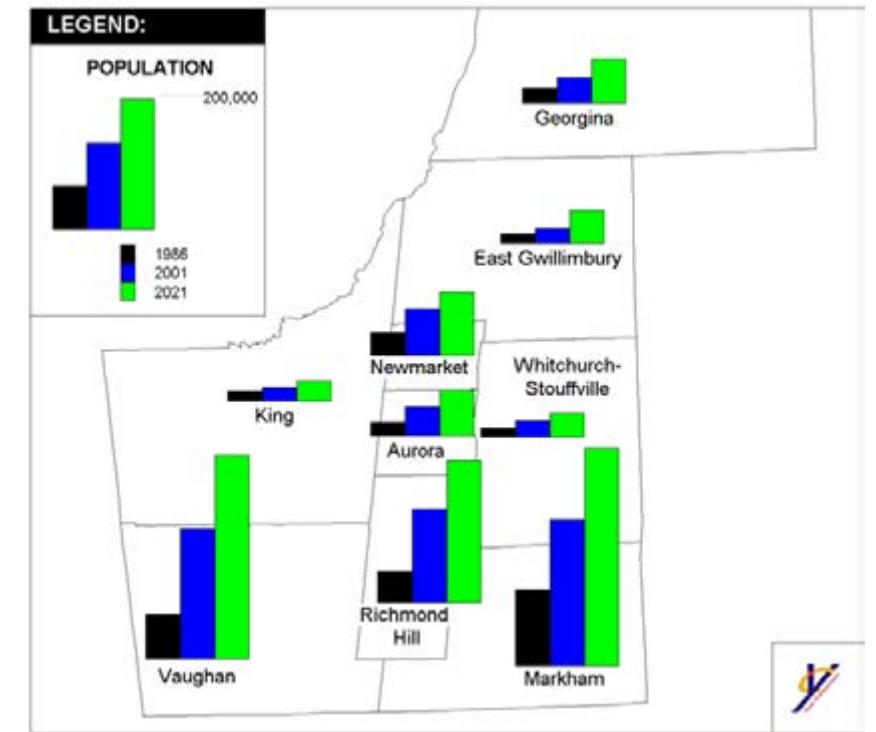 LEGEND:
POPULATION
200,000
1986
2001
2021
Georgina
East Gwillimbury
Newmarket
Whitchurch-
Stouffville
King
Aurora
Richmond
Hill
Vaughan
Markham